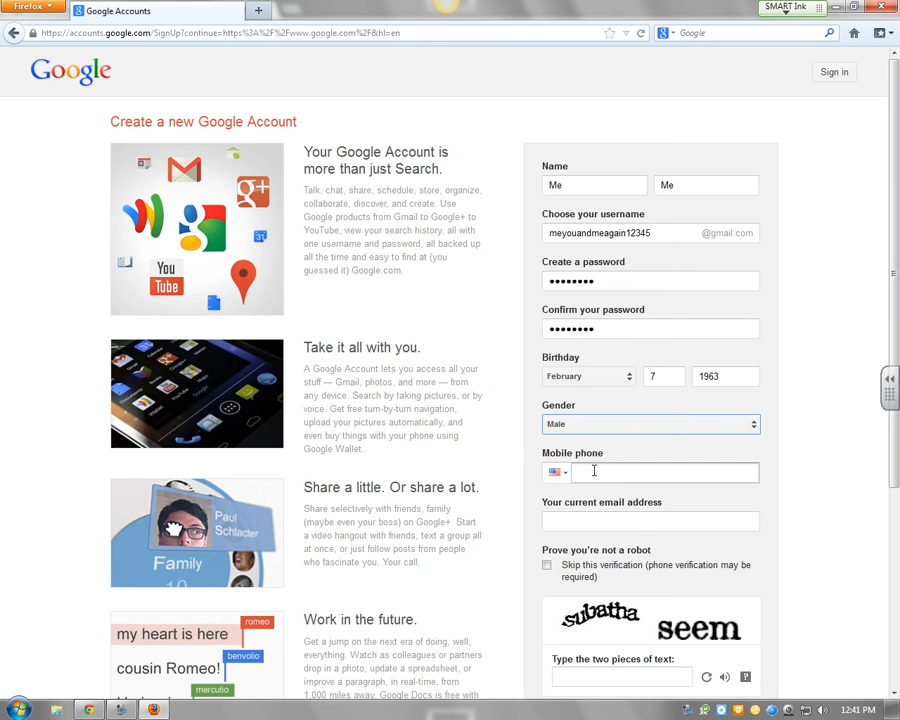 Firefox
Google Accounts
SMART Ink
https://accounts.google.com/SignUp?continue=https%3A%2F%2Fwww.google.com%2F&hl=en
Google
Google
Sign in
Create a new Google Account
Your Google Account is
more than just Search.
Talk, chat, share, schedule, store, organize,
collaborate, discover, and create. Use
Google products from Gmail to Google+ to
YouTube, view your search history, all with
one username and password, all backed up
all the time and easy to find at (you
guessed it) Google.com.
g+
31
You
Tube
Take it all with you.
A Google Account lets you access all your
stuff — Gmail, photos, and more — from
any device. Search by taking pictures, or by
voice. Get free turn-by-turn navigation,
upload your pictures automatically, and
even buy things with your phone using
Google Wallet.
Share a little. Or share a lot.
Share selectively with friends, family
(maybe even your boss) on Google+. Start
a video hangout with friends, text a group all
at once, or just follow posts from people
who fascinate you. Your call.
Paul
Schlacter
Family
10
Work in the future.
Get a jump on the next era of doing, well,
everything. Watch as colleagues or partners
drop in a photo, update a spreadsheet, or
improve a paragraph, in real-time, from
1,000 miles away. Google Docs is free with
romeo
my heart is here
benvolio
cousin Romeo!
mercutio
Name
Me Me
Choose your username
meyouandmeagain12345 @gmail.com
Create a password
Confirm your password
Birthday
February 7 1963
Gender
Male
Mobile phone
Your current email address
Prove you're not a robot
Skip this verification (phone verification may be
required)
subatha seem
Type the two pieces of text:
12:41 PM